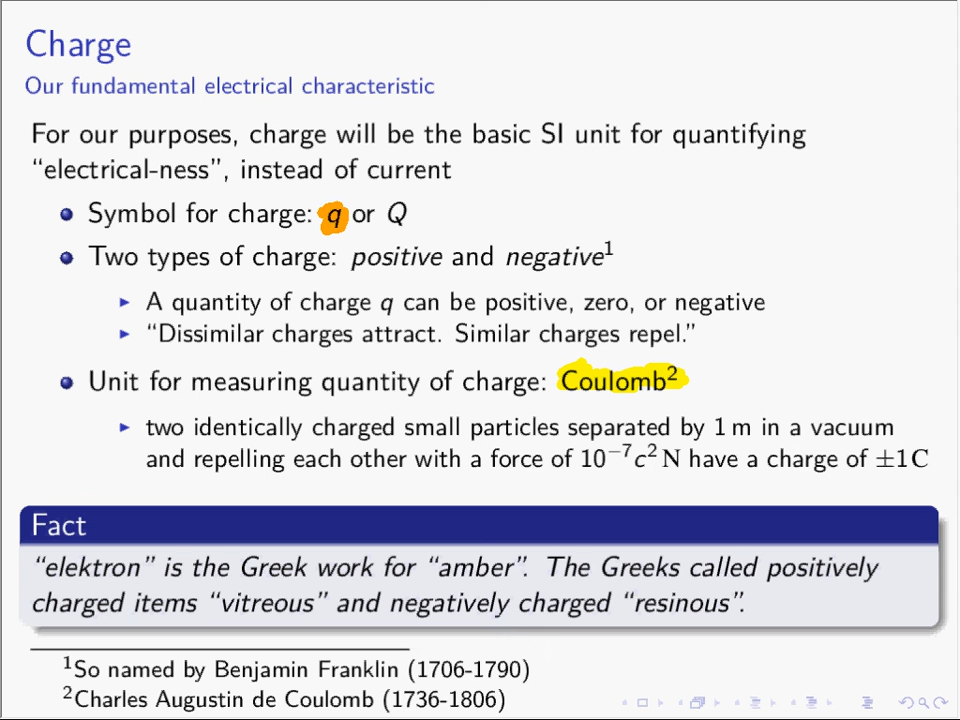 Charge
Our fundamental electrical characteristic
For our purposes, charge will be the basic SI unit for quantifying
“electrical-ness”, instead of current
Symbol for charge: q or Q
Two types of charge: positive and negative¹
A quantity of charge q can be positive, zero, or negative
“Dissimilar charges attract. Similar charges repel.”
Unit for measuring quantity of charge: Coulomb²
two identically charged small particles separated by 1 m in a vacuum
and repelling each other with a force of 10⁻⁷c² N have a charge of ±1 C
Fact
“elektron” is the Greek work for “amber”. The Greeks called positively
charged items “vitreous” and negatively charged “resinous”.
¹So named by Benjamin Franklin (1706-1790)
²Charles Augustin de Coulomb (1736-1806)